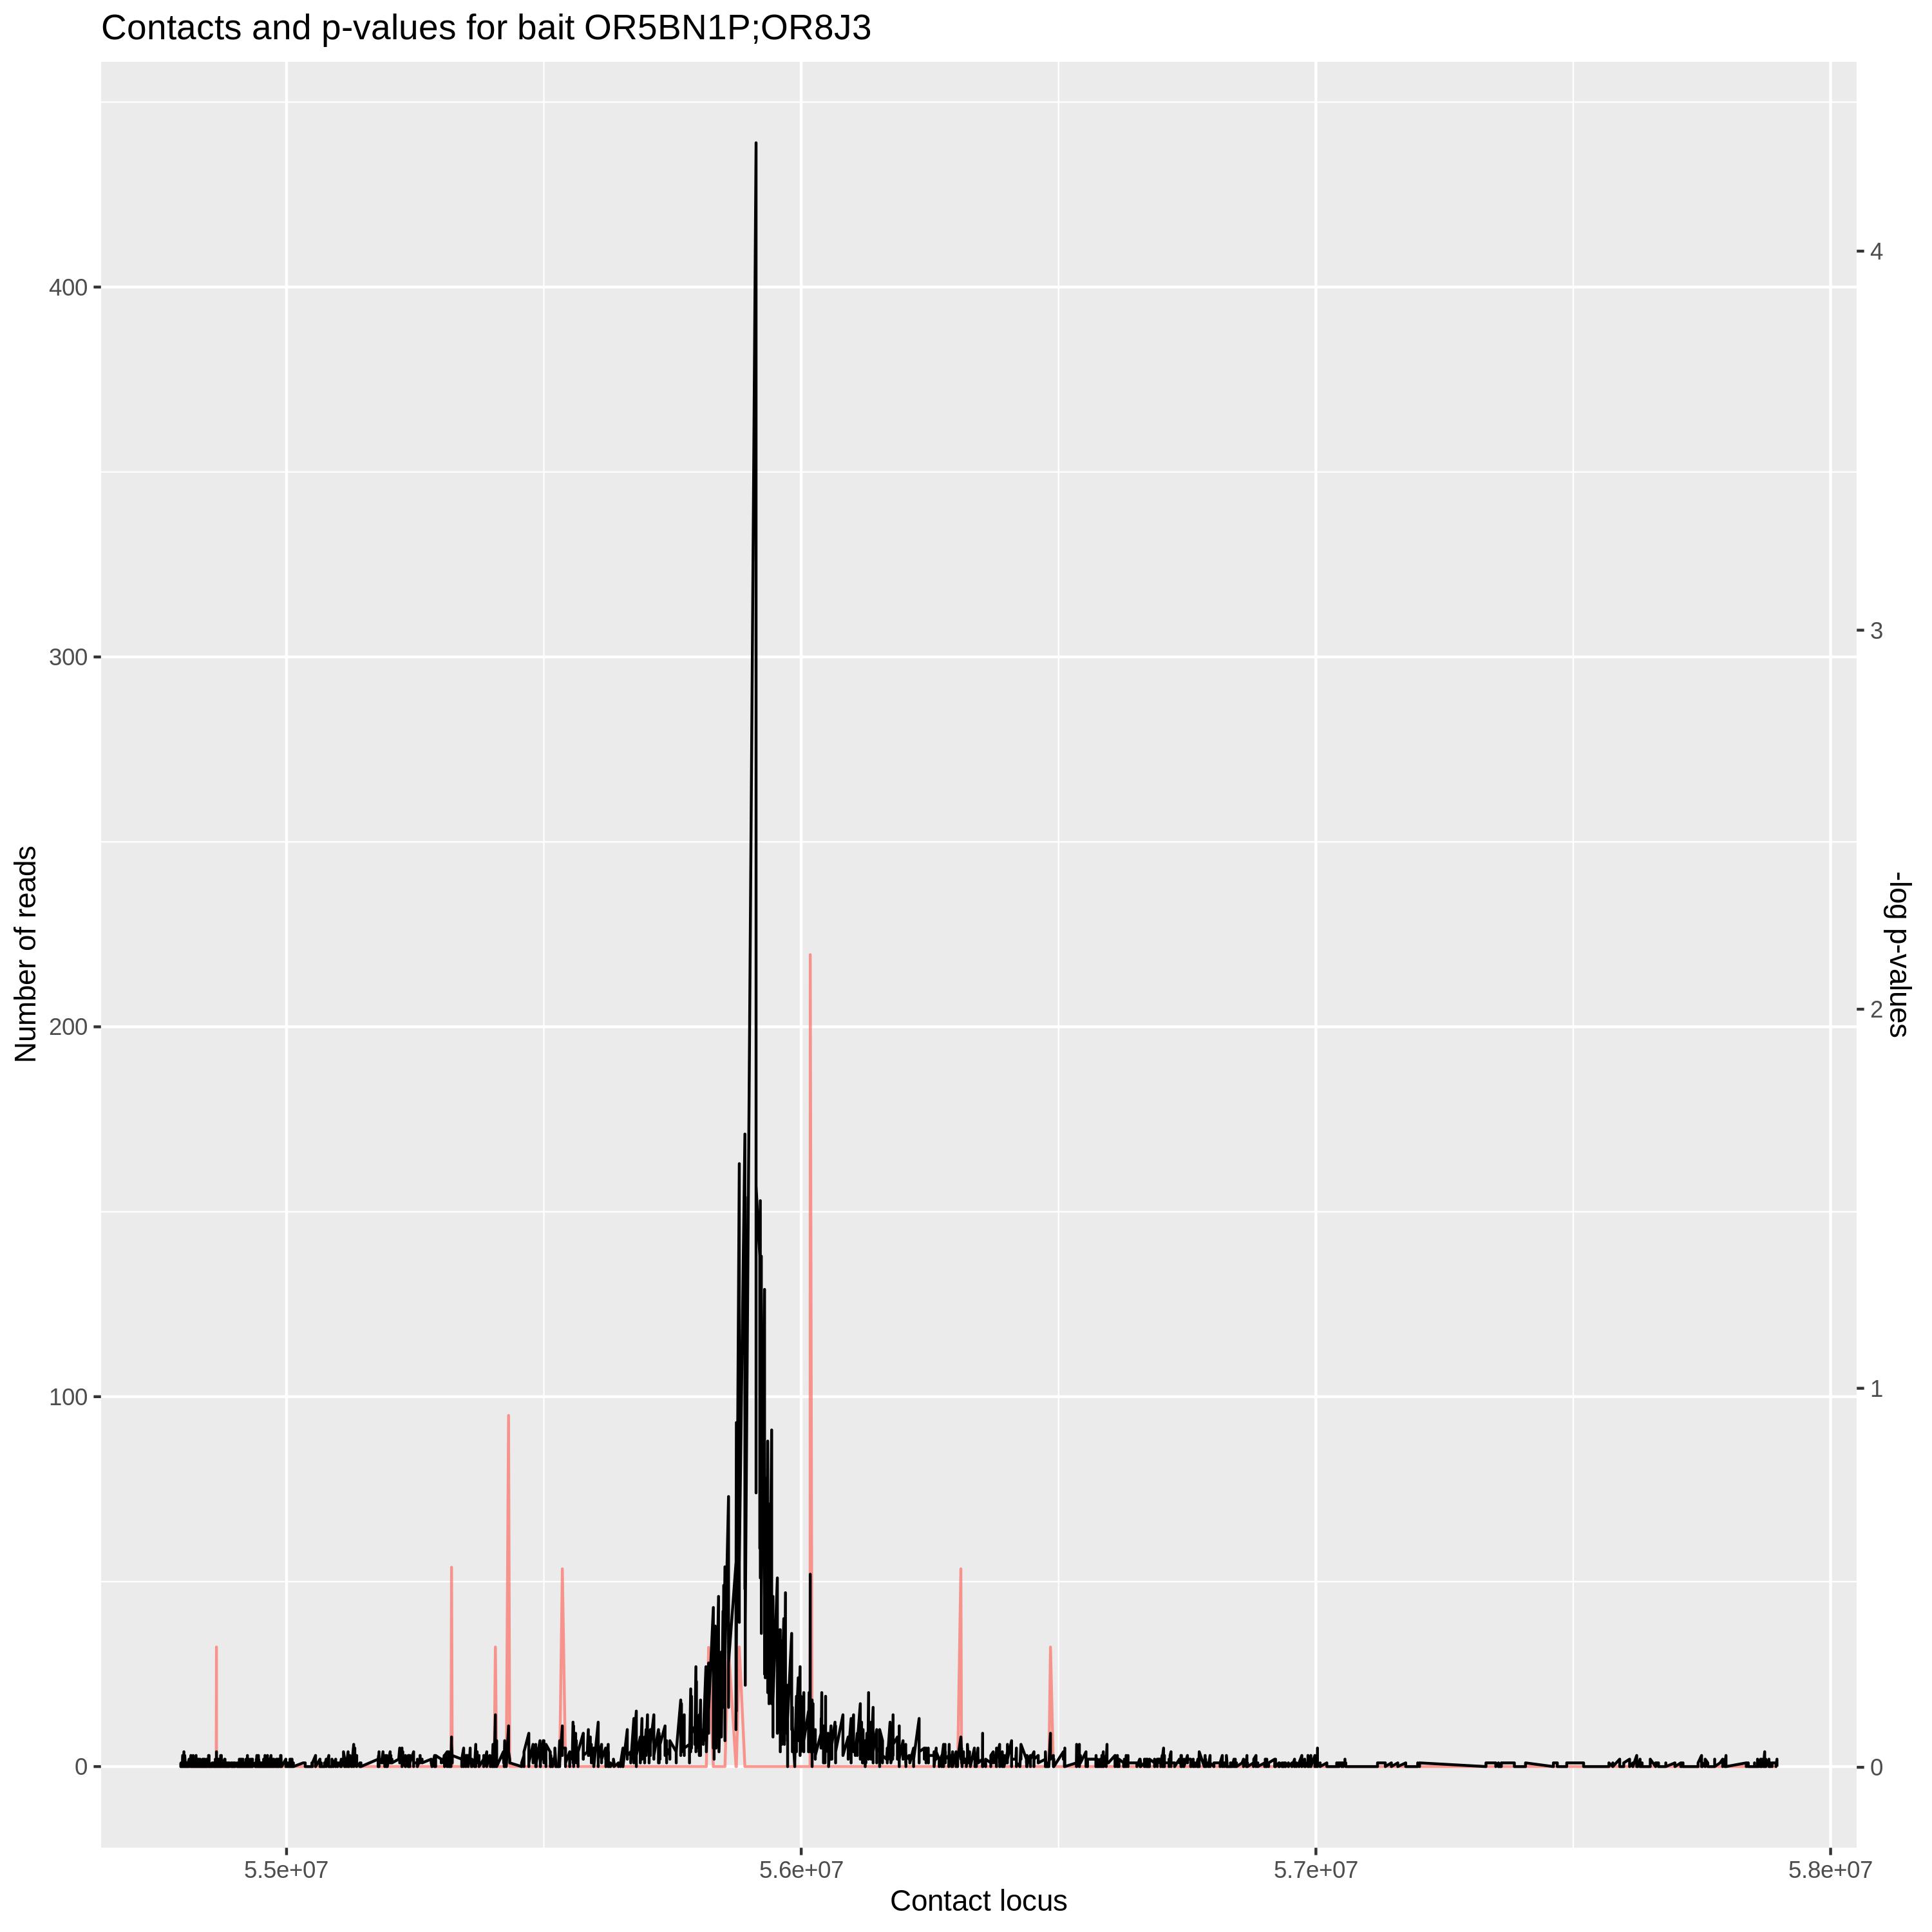 Contacts and p-values for bait OR5BN1P;OR8J3
Number of reads
400
300
200
100
0
4
3
2
1
0
-log p-values
5.5e+07
5.6e+07
5.7e+07
5.8e+07
Contact locus